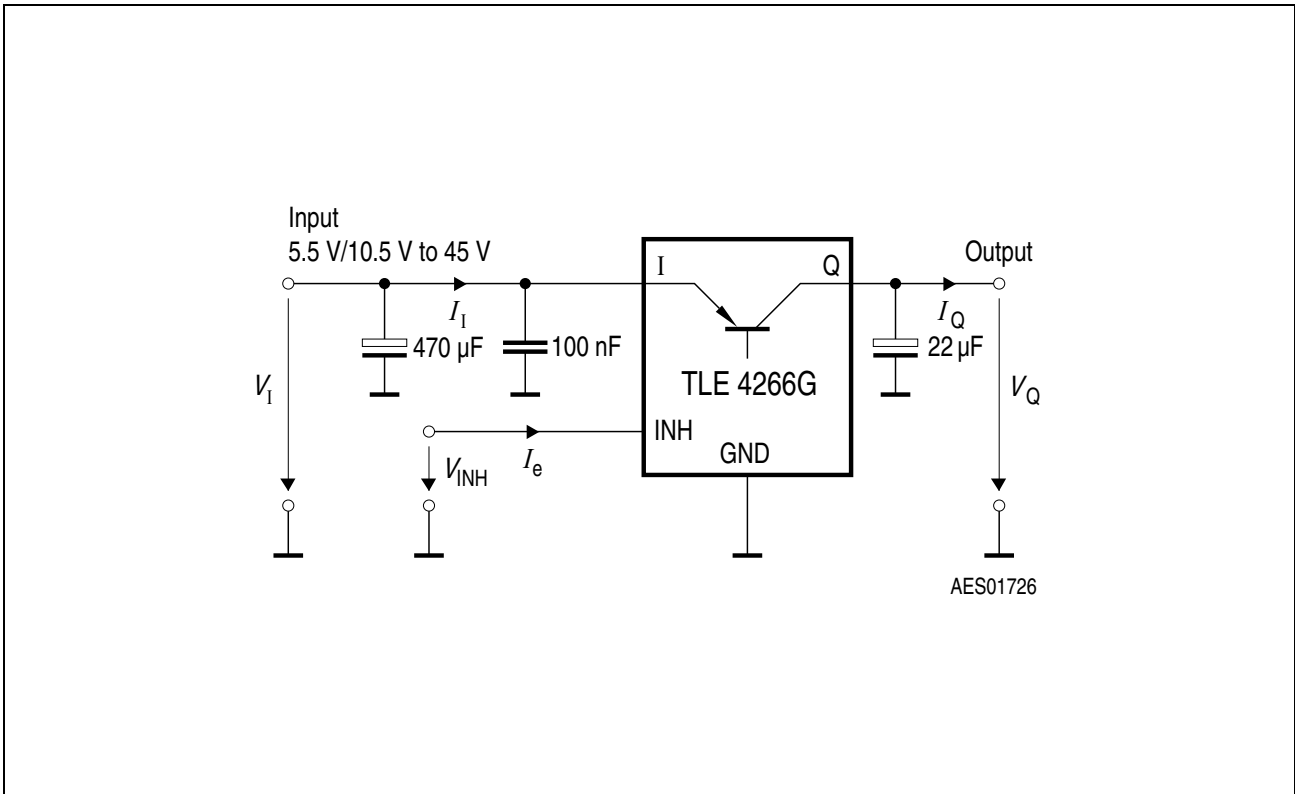 Input
5.5 V/10.5 V to 45 V
Output
I
Q
I_I
I_Q
470 µF
100 nF
22 µF
TLE 4266G
V_I
V_Q
INH
V_INH
I_e
GND
AES01726